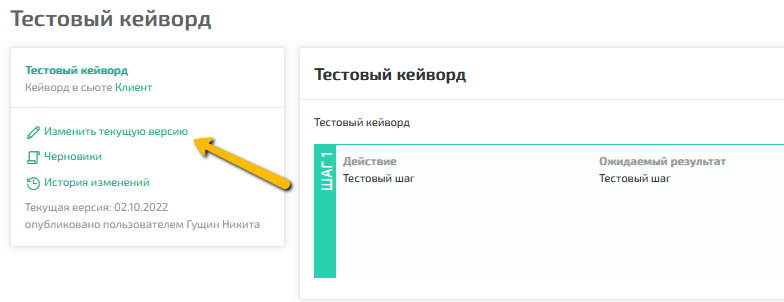 Тестовый кейворд
Тестовый кейворд
Кейворд в сьюте Клиент
Изменить текущую версию
Черновики
История изменений
Текущая версия: 02.10.2022
опубликовано пользователем Гущин Никита
Тестовый кейворд
Тестовый кейворд
ШАГ 1
Действие
Тестовый шаг
Ожидаемый результат
Тестовый шаг